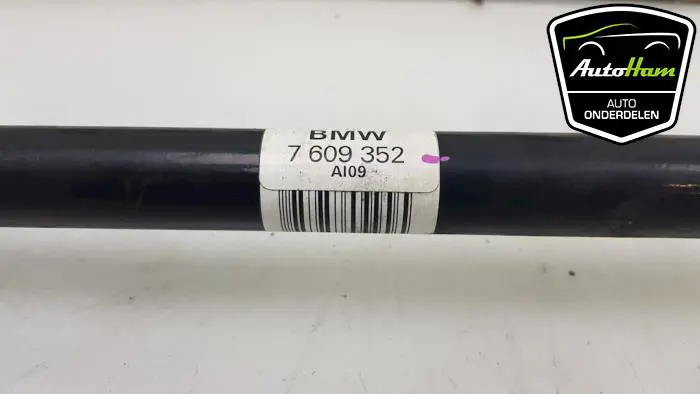 AutoHam
AUTO
ONDERDELEN
BMW
7 609 352
AI09